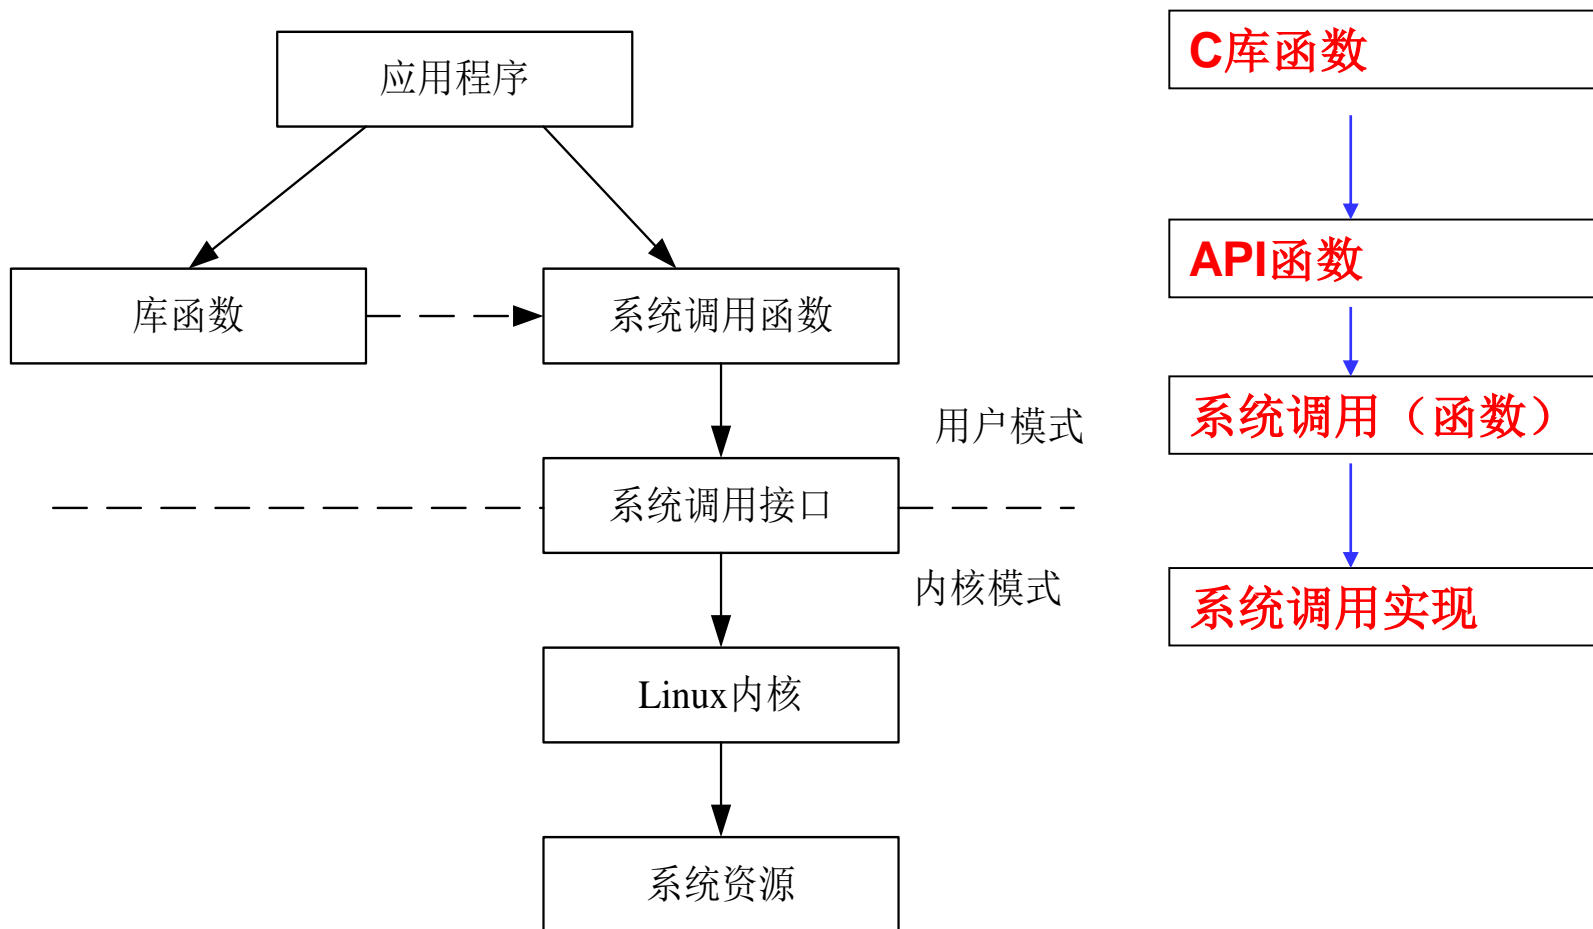 应用程序
库函数
系统调用函数
用户模式
系统调用接口
内核模式
Linux内核
系统资源
C库函数
API函数
系统调用（函数）
系统调用实现